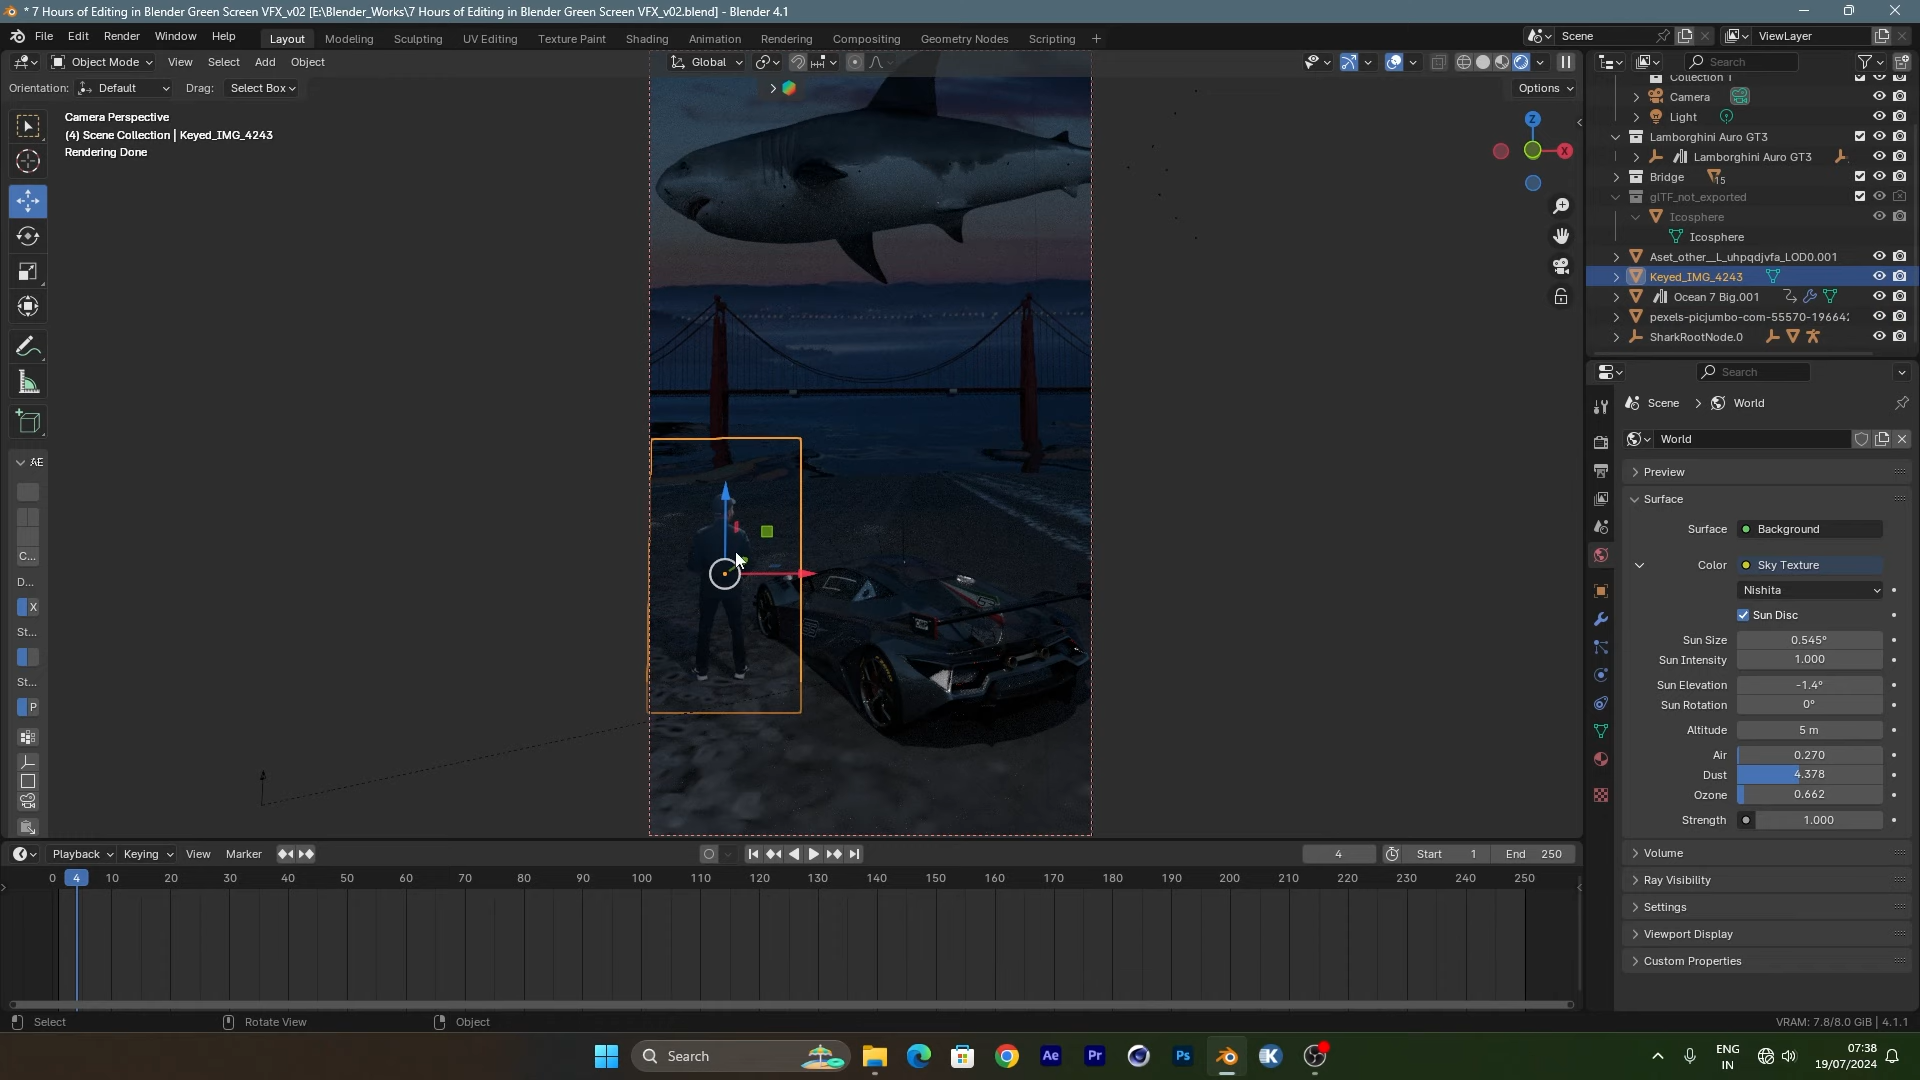 * 7 Hours of Editing in Blender Green Screen VFX_v02 [E:\Blender_Works\7 Hours of Editing in Blender Green Screen VFX_v02.blend] - Blender 4.1
File Edit Render Window Help
Layout Modeling Sculpting UV Editing Texture Paint Shading Animation Rendering Compositing Geometry Nodes Scripting +
Scene
ViewLayer
Object Mode View Select Add Object
Global
Orientation: Default Drag: Select Box
Options
Camera Perspective
(4) Scene Collection | Keyed_IMG_4243
Rendering Done
Z
X
AE
C...
D...
X
St...
St...
P
Search
Collection 1
Camera
Light
Lamborghini Auro GT3
Lamborghini Auro GT3
Bridge 15
glTF_not_exported
Icosphere
Icosphere
Aset_other__L_uhpqdjvfa_LOD0.001
Keyed_IMG_4243
Ocean 7 Big.001
pexels-picjumbo-com-55570-19664
SharkRootNode.0
Search
Scene > World
World
Preview
Surface
Surface Background
Color Sky Texture
Nishita
Sun Disc
Sun Size 0.545°
Sun Intensity 1.000
Sun Elevation -1.4°
Sun Rotation 0°
Altitude 5 m
Air 0.270
Dust 4.378
Ozone 0.662
Strength 1.000
Volume
Ray Visibility
Settings
Viewport Display
Custom Properties
Playback Keying View Marker
4 Start 1 End 250
0 4 10 20 30 40 50 60 70 80 90 100 110 120 130 140 150 160 170 180 190 200 210 220 230 240 250
Select Rotate View Object
VRAM: 7.8/8.0 GiB | 4.1.1
Search
Ae Pr Ps K
ENG
IN
07:38
19/07/2024